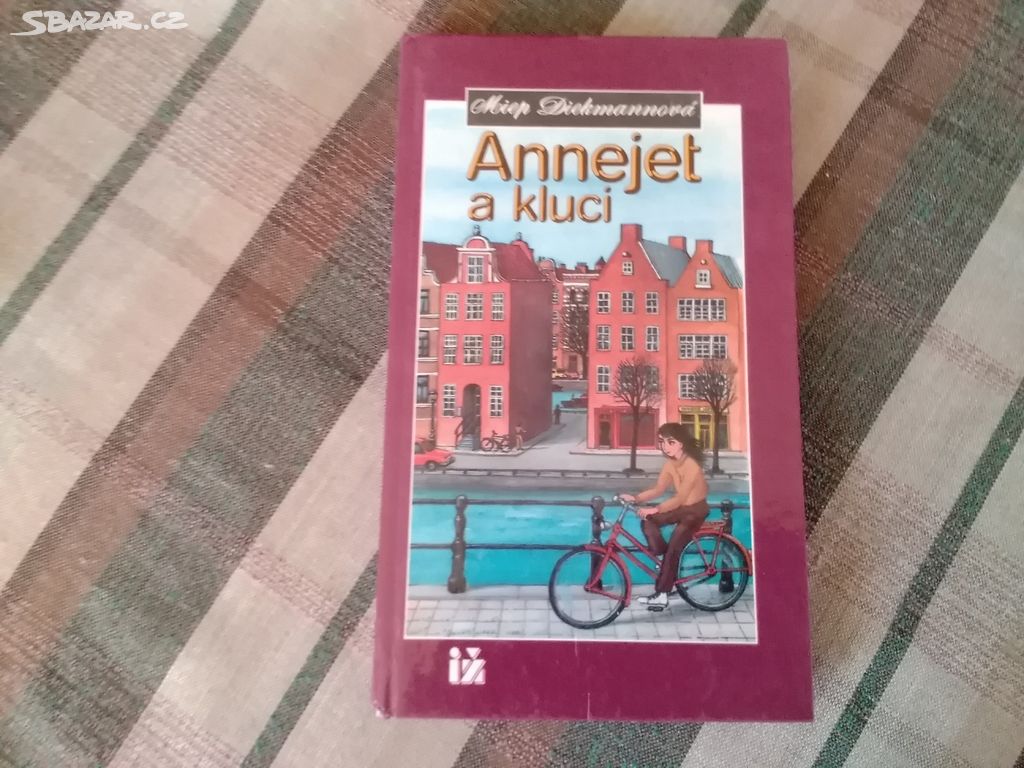 SBAZAR.CZ
Miep Diekmannová
Annejet
a kluci
iž